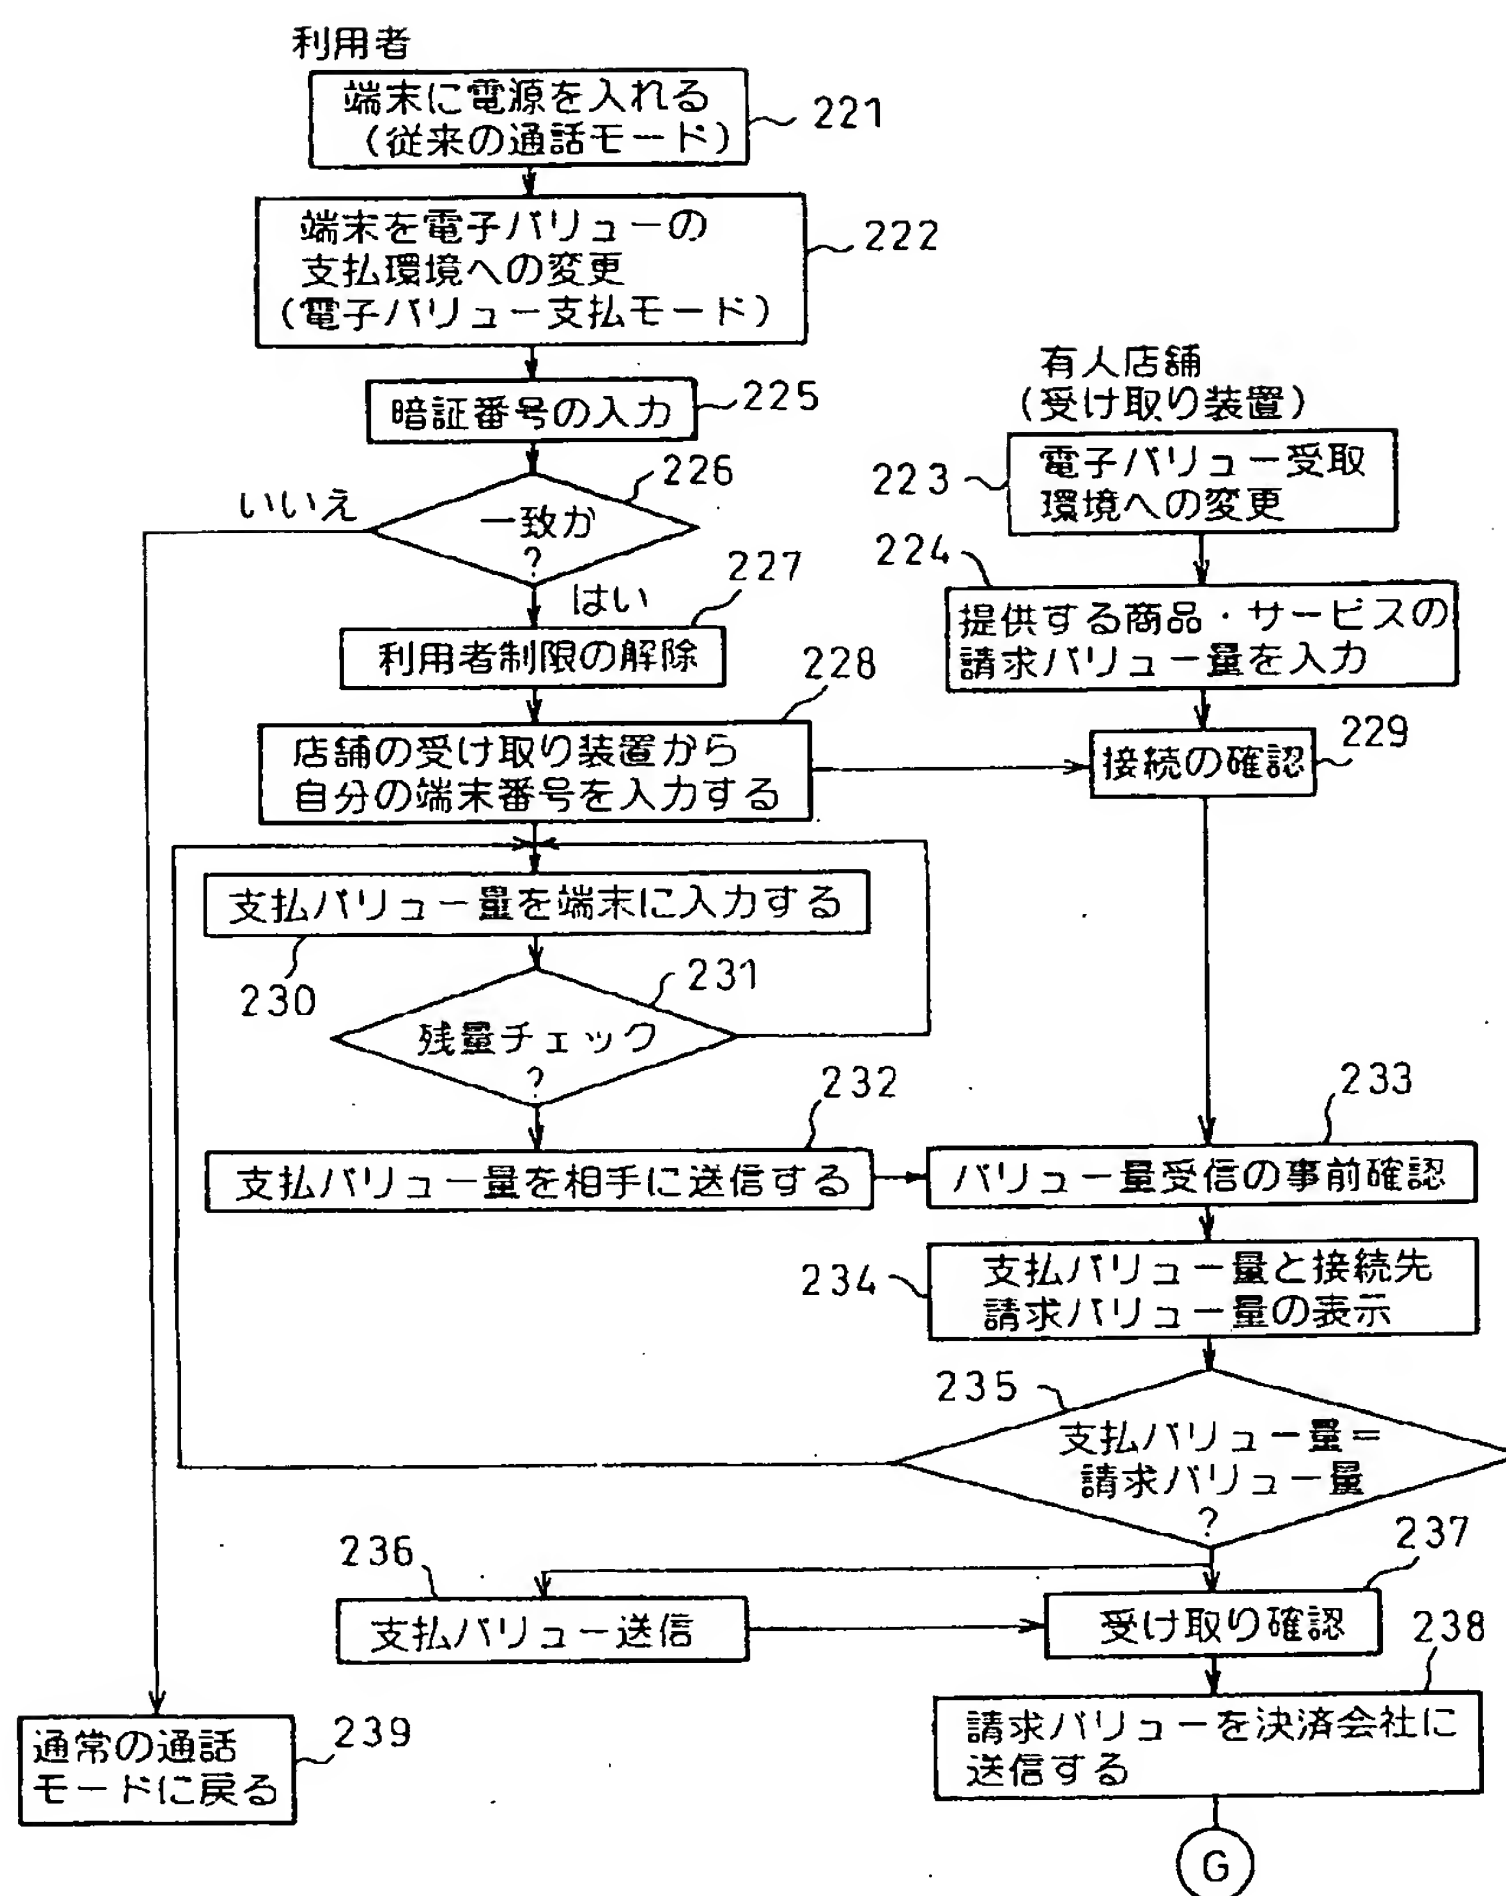 利用者
端末に電源を入れる
(従来の通話モード)
221
端末を電子バリューの
支払環境への変更
(電子バリュー支払モード)
222
暗証番号の入力
225
有人店舗
(受け取り装置)
電子バリュー受取
環境への変更
223
一致か
?
226
いいえ
はい
224
提供する商品・サービスの
請求バリュー量を入力
227
利用者制限の解除
228
店舗の受け取り装置から
自分の端末番号を入力する
接続の確認
229
支払バリュー量を端末に入力する
230
231
残量チェック
?
232
支払バリュー量を相手に送信する
233
バリュー量受信の事前確認
234
支払バリュー量と接続先
請求バリュー量の表示
235
支払バリュー量=
請求バリュー量
?
236
支払バリュー送信
237
受け取り確認
238
請求バリューを決済会社に
送信する
通常の通話
モードに戻る
239
G